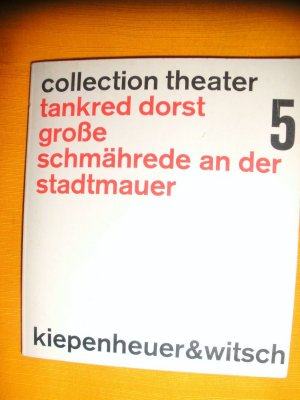 collection theater
tankred dorst
große 5
schmährede an der
stadtmauer
kiepenheuer&witsch